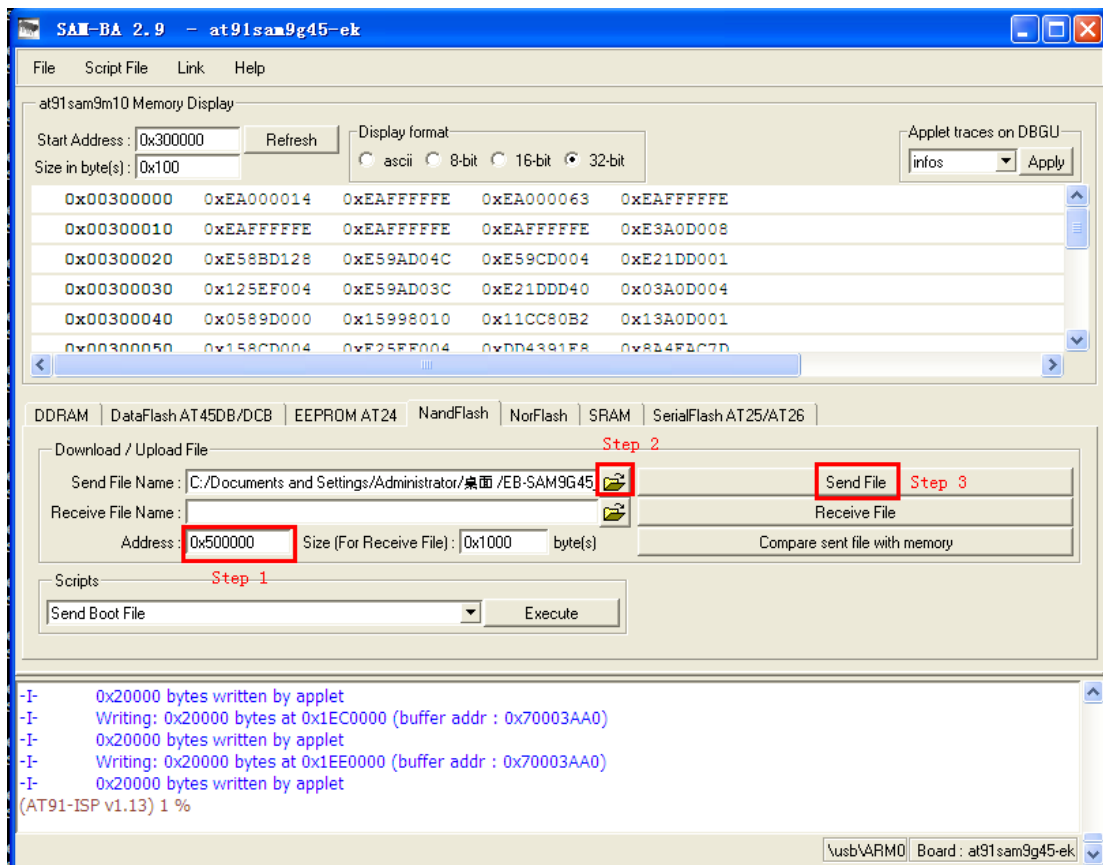 SAM-BA 2.9 - at91sam9g45-ek
File Script File Link Help
at91sam9m10 Memory Display
Start Address : 0x300000 Refresh
Size in byte(s) : 0x100
Display format
ascii 8-bit 16-bit 32-bit
Applet traces on DBGU
infos Apply
0x00300000 0xEA000014 0xEAFFFFFE 0xEA000063 0xEAFFFFFE
0x00300010 0xEAFFFFFE 0xEAFFFFFE 0xEAFFFFFE 0xE3A0D008
0x00300020 0xE58BD128 0xE59AD04C 0xE59CD004 0xE21DD001
0x00300030 0x125EF004 0xE59AD03C 0xE21DDD40 0x03A0D004
0x00300040 0x0589D000 0x15998010 0x11CC80B2 0x13A0D001
0x00300050 0x158CD004 0xE25EF004 0xDD4391E8 0x8A4EAC7D
DDRAM DataFlash AT45DB/DCB EEPROM AT24 NandFlash NorFlash SRAM SerialFlash AT25/AT26
Download / Upload File
Step 2
Send File Name : C:/Documents and Settings/Administrator/桌面 /EB-SAM9G45_ Send File Step 3
Receive File Name : Receive File
Address : 0x500000 Size (For Receive File) : 0x1000 byte(s) Compare sent file with memory
Step 1
Scripts
Send Boot File Execute
-I- 0x20000 bytes written by applet
-I- Writing: 0x20000 bytes at 0x1EC0000 (buffer addr : 0x70003AA0)
-I- 0x20000 bytes written by applet
-I- Writing: 0x20000 bytes at 0x1EE0000 (buffer addr : 0x70003AA0)
-I- 0x20000 bytes written by applet
(AT91-ISP v1.13) 1 %
\usb\ARM0 Board : at91sam9g45-ek